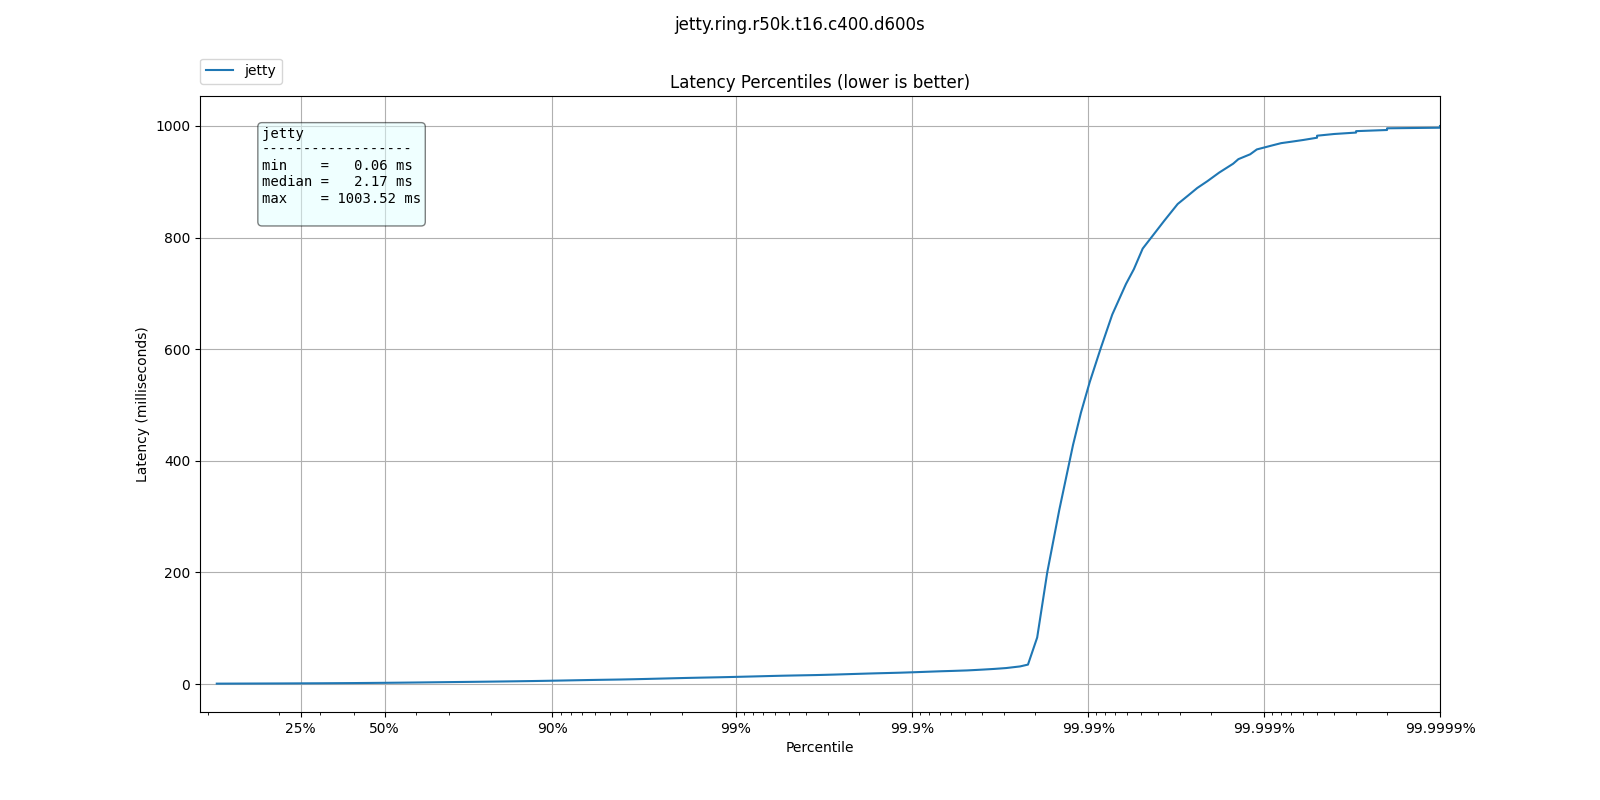 jetty.ring.r50k.t16.c400.d600s
jetty
Latency Percentiles (lower is better)
jetty
------------------
min    =   0.06 ms
median =   2.17 ms
max    = 1003.52 ms
1000
800
600
400
200
0
Latency (milliseconds)
25%
50%
90%
99%
99.9%
99.99%
99.999%
99.9999%
Percentile